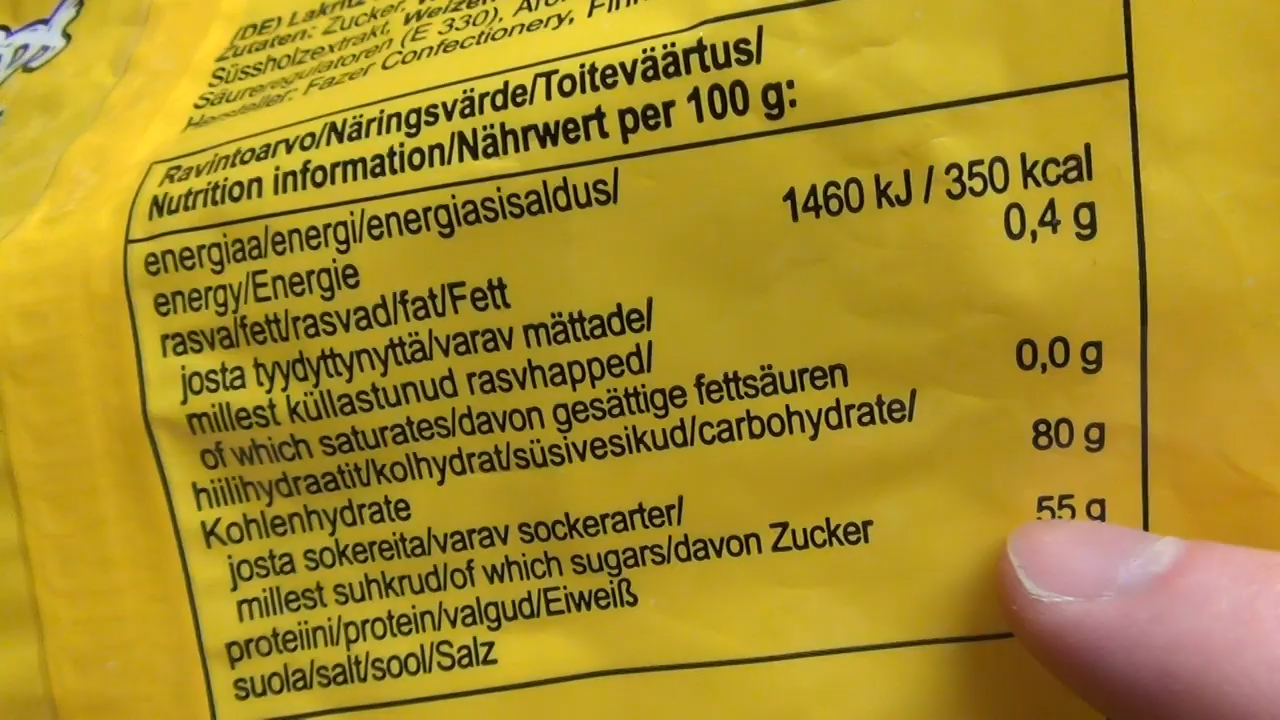 (DE) Lakritz
Zutaten: Zucker,
Süssholzextrakt, Weizen
Säureregulatoren (E 330),
Hersteller: Fazer Confectionery,
Ravintoarvo/Näringsvärde/Toiteväärtus/
Nutrition information/Nährwert per 100 g:
energiaa/energi/energiasisaldus/
energy/Energie 1460 kJ / 350 kcal
rasva/fett/rasvad/fat/Fett 0,4 g
josta tyydyttynyttä/varav mättade/
millest küllastunud rasvhapped/
of which saturates/davon gesättige fettsäuren 0,0 g
hiilihydraatit/kolhydrat/süsivesikud/carbohydrate/
Kohlenhydrate 80 g
josta sokereita/varav sockerarter/
millest suhkrud/of which sugars/davon Zucker 55 g
proteiini/protein/valgud/Eiweiß
suola/salt/sool/Salz